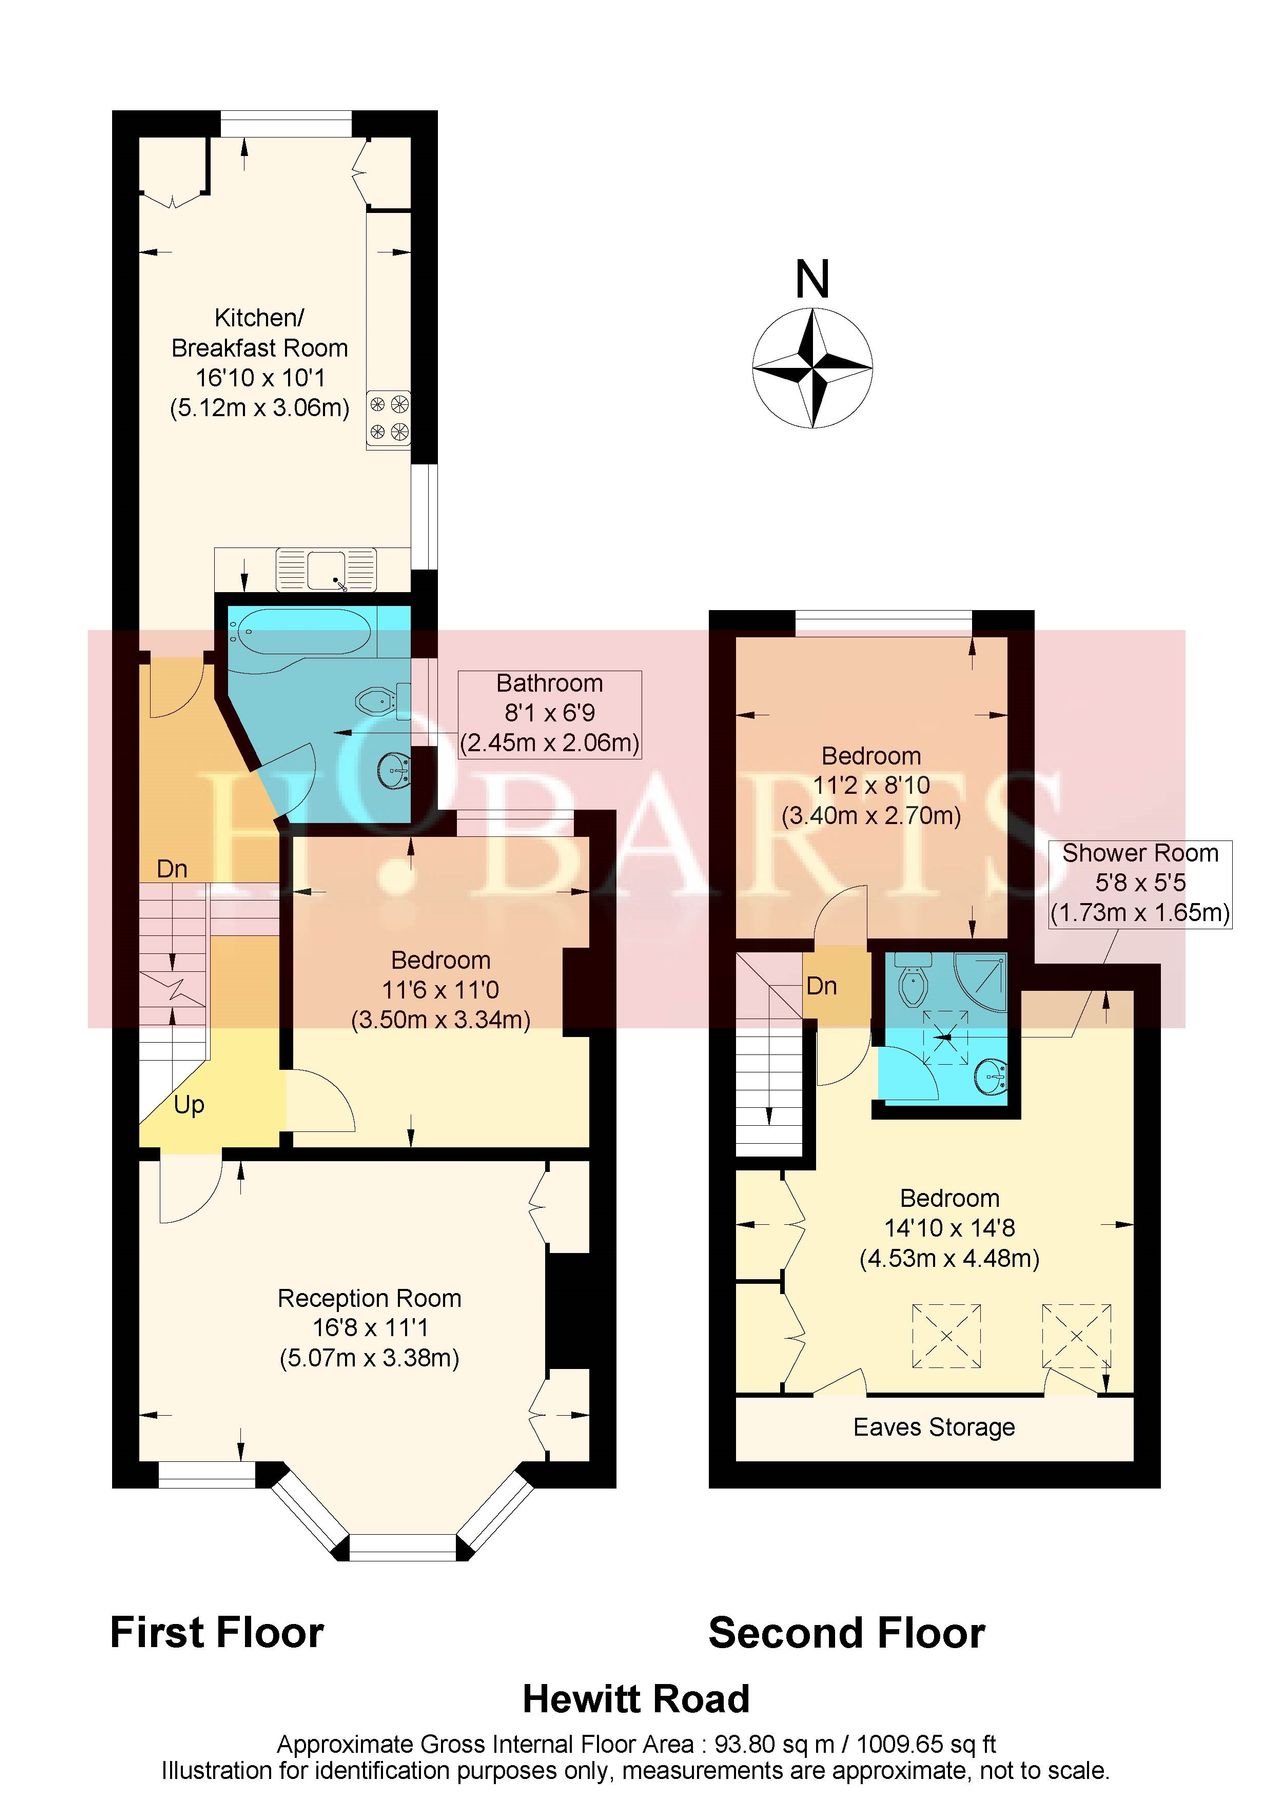 N
Kitchen/
Breakfast Room
16'10 x 10'1
(5.12m x 3.06m)
Bathroom
8'1 x 6'9
(2.45m x 2.06m)
HOBARTS
Dn
Bedroom
11'6 x 11'0
(3.50m x 3.34m)
Up
Reception Room
16'8 x 11'1
(5.07m x 3.38m)
First Floor
Bedroom
11'2 x 8'10
(3.40m x 2.70m)
Shower Room
5'8 x 5'5
(1.73m x 1.65m)
Dn
Bedroom
14'10 x 14'8
(4.53m x 4.48m)
Eaves Storage
Second Floor
Hewitt Road
Approximate Gross Internal Floor Area : 93.80 sq m / 1009.65 sq ft
Illustration for identification purposes only, measurements are approximate, not to scale.